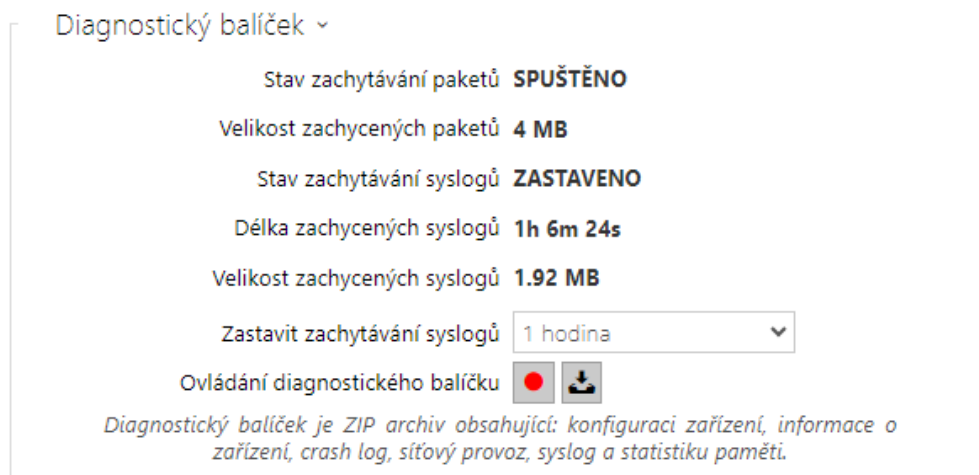 Diagnostický balíček
Stav zachytávání paketů SPUŠTĚNO
Velikost zachycených paketů 4 MB
Stav zachytávání syslogů ZASTAVENO
Délka zachycených syslogů 1h 6m 24s
Velikost zachycených syslogů 1.92 MB
Zastavit zachytávání syslogů 1 hodina
Ovládání diagnostického balíčku
Diagnostický balíček je ZIP archiv obsahující: konfiguraci zařízení, informace o
zařízení, crash log, síťový provoz, syslog a statistiku paměti.